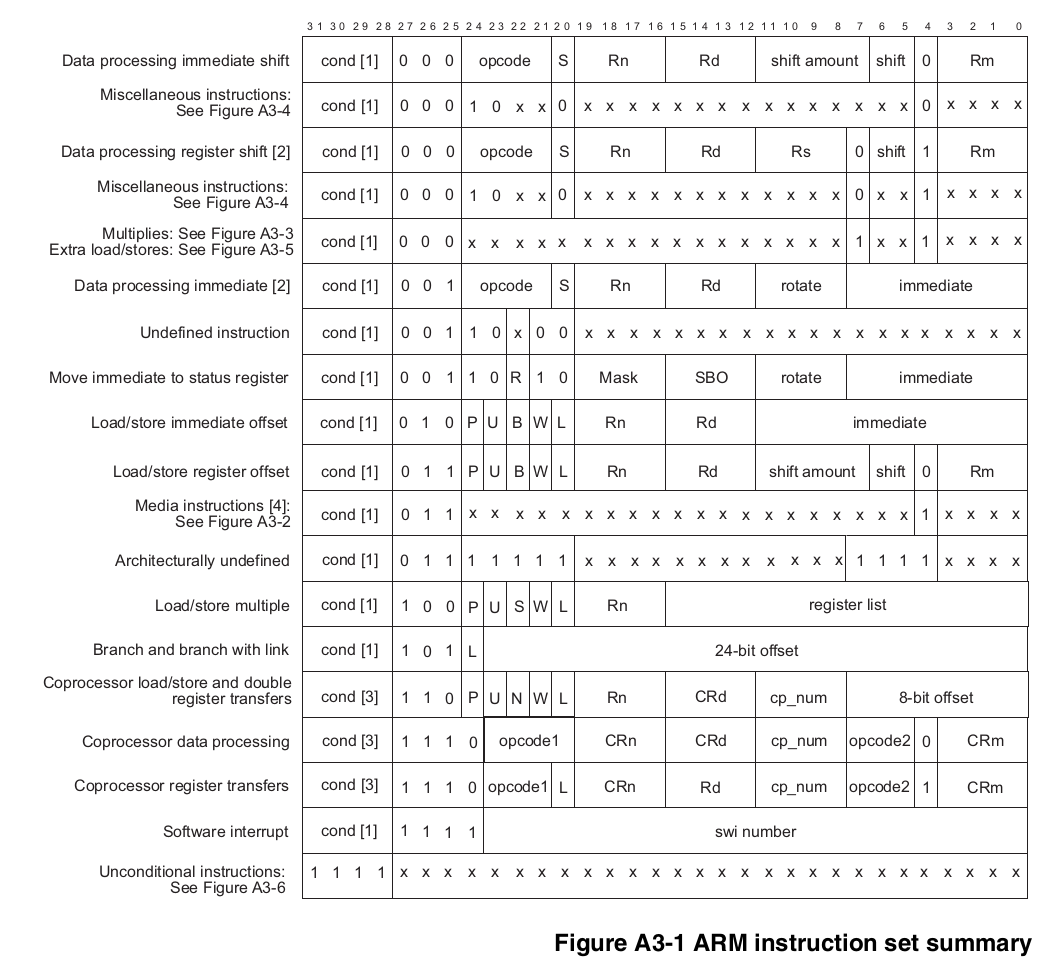 31 30 29 28 27 26 25 24 23 22 21 20 19 18 17 16 15 14 13 12 11 10 9 8 7 6 5 4 3 2 1 0
Data processing immediate shift cond [1] 0 0 0 opcode S Rn Rd shift amount shift 0 Rm
Miscellaneous instructions:
See Figure A3-4 cond [1] 0 0 0 1 0 x x 0 x x x x x x x x x x x x x x x 0 x x x x
Data processing register shift [2] cond [1] 0 0 0 opcode S Rn Rd Rs 0 shift 1 Rm
Miscellaneous instructions:
See Figure A3-4 cond [1] 0 0 0 1 0 x x 0 x x x x x x x x x x x x 0 x x 1 x x x x
Multiplies: See Figure A3-3
Extra load/stores: See Figure A3-5 cond [1] 0 0 0 x x x x x x x x x x x x x x x x x 1 x x 1 x x x x
Data processing immediate [2] cond [1] 0 0 1 opcode S Rn Rd rotate immediate
Undefined instruction cond [1] 0 0 1 1 0 x 0 0 x x x x x x x x x x x x x x x x x x x x
Move immediate to status register cond [1] 0 0 1 1 0 R 1 0 Mask SBO rotate immediate
Load/store immediate offset cond [1] 0 1 0 P U B W L Rn Rd immediate
Load/store register offset cond [1] 0 1 1 P U B W L Rn Rd shift amount shift 0 Rm
Media instructions [4]:
See Figure A3-2 cond [1] 0 1 1 x x x x x x x x x x x x x x x x x x x x 1 x x x x
Architecturally undefined cond [1] 0 1 1 1 1 1 1 1 x x x x x x x x x x x x 1 1 1 1 x x x x
Load/store multiple cond [1] 1 0 0 P U S W L Rn register list
Branch and branch with link cond [1] 1 0 1 L 24-bit offset
Coprocessor load/store and double
register transfers cond [3] 1 1 0 P U N W L Rn CRd cp_num 8-bit offset
Coprocessor data processing cond [3] 1 1 1 0 opcode1 CRn CRd cp_num opcode2 0 CRm
Coprocessor register transfers cond [3] 1 1 1 0 opcode1 L CRn Rd cp_num opcode2 1 CRm
Software interrupt cond [1] 1 1 1 1 swi number
Unconditional instructions:
See Figure A3-6 1 1 1 1 x x x x x x x x x x x x x x x x x x x x x x x x x x x x
Figure A3-1 ARM instruction set summary